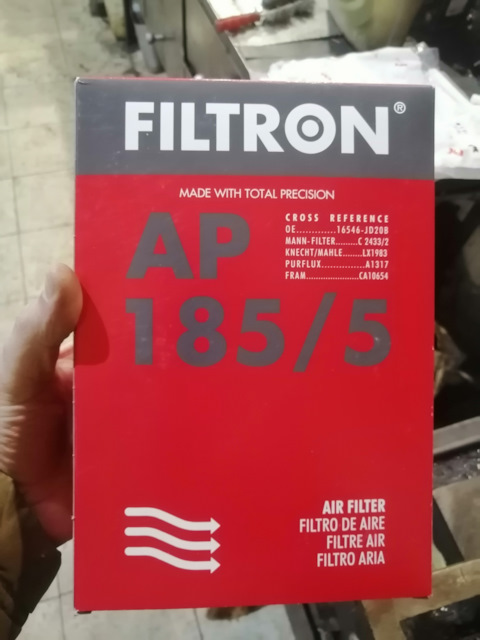 FILTRON®
MADE WITH TOTAL PRECISION
AP
185/5
CROSS REFERENCE
OE.............16546-JD20B
MANN-FILTER........C 2433/2
KNECHT/MAHLE.......LX1983
PURFLUX..............A1317
FRAM.......................CA10654
AIR FILTER
FILTRO DE AIRE
FILTRE AIR
FILTRO ARIA